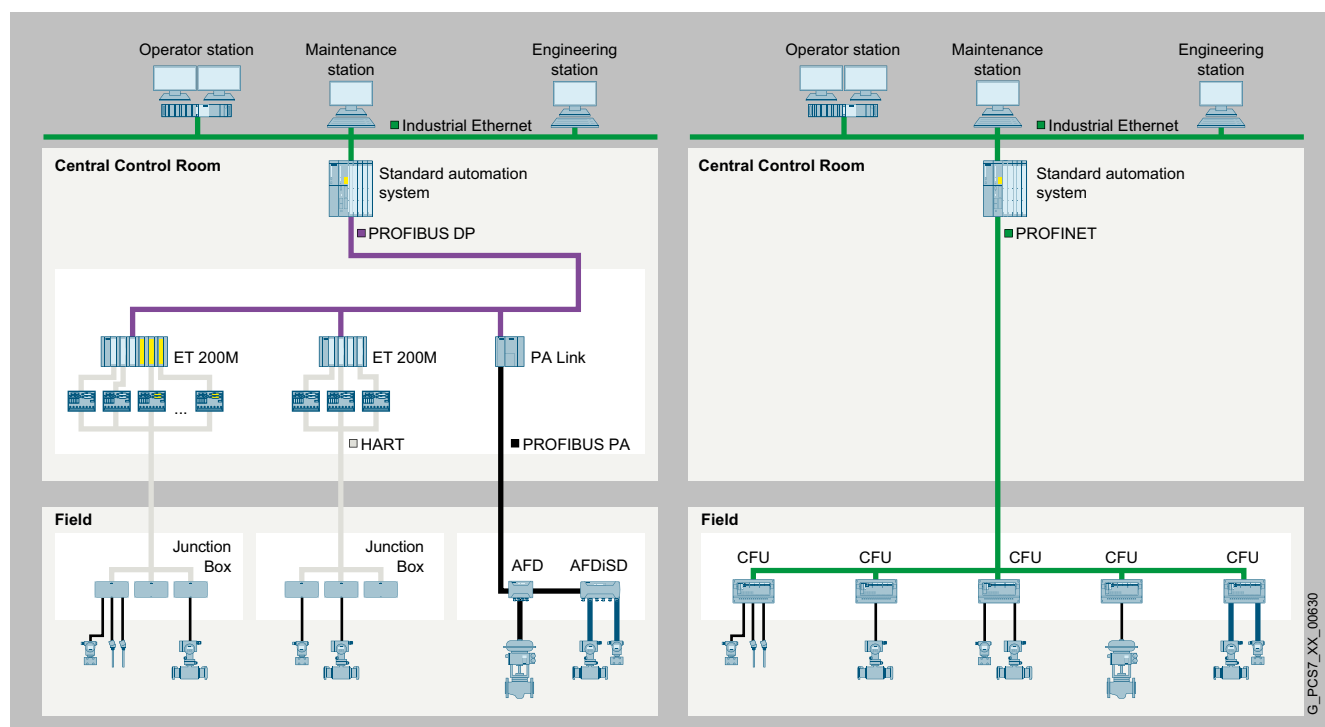 Operator station
Maintenance
station
Engineering
station
Industrial Ethernet
Central Control Room
Standard automation
system
PROFIBUS DP
ET 200M
ET 200M
PA Link
...
HART
PROFIBUS PA
Field
Junction
Box
Junction
Box
AFD
AFDiSD
Operator station
Maintenance
station
Engineering
station
Industrial Ethernet
Central Control Room
Standard automation
system
PROFINET
Field
CFU
CFU
CFU
CFU
CFU
G_PCS7_XX_00630